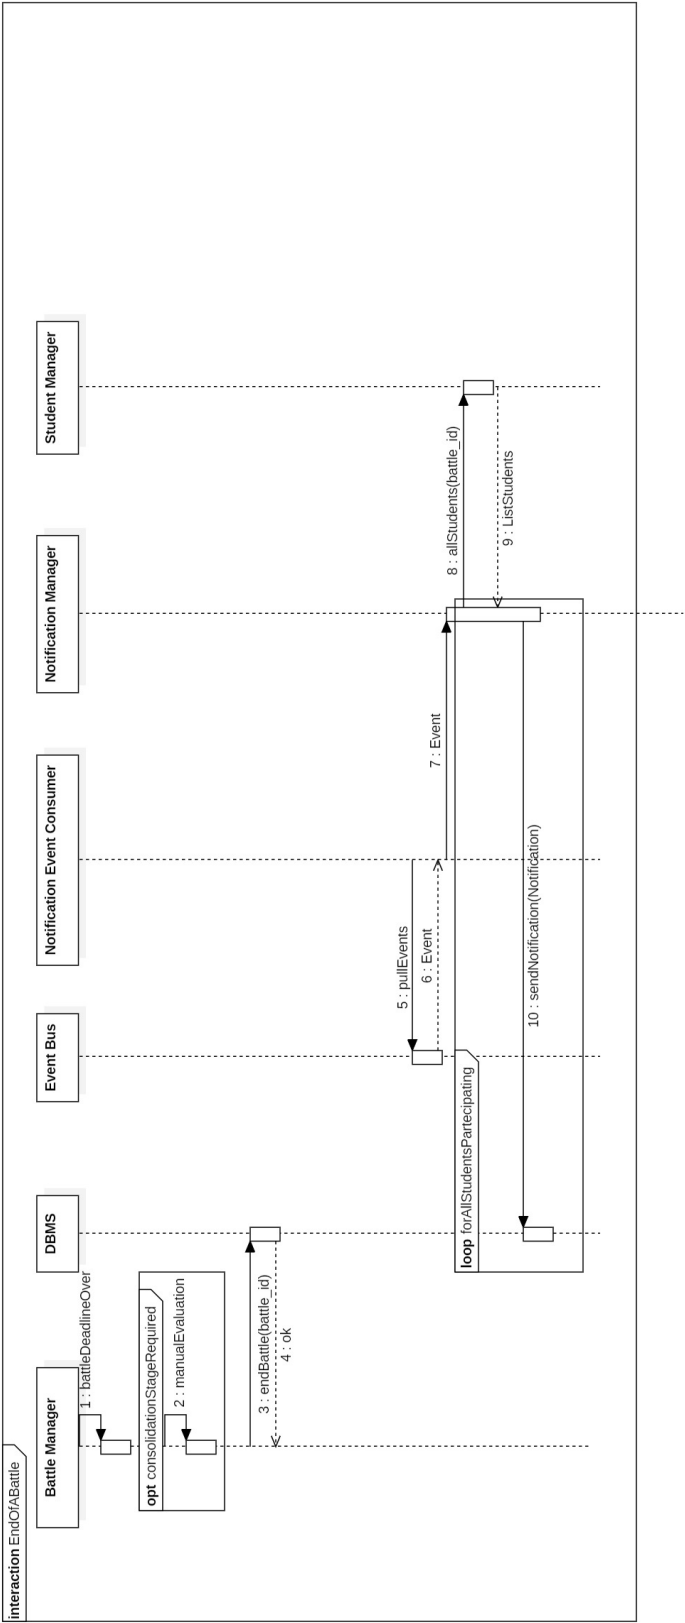 interaction EndOfABattle
Battle Manager
DBMS
Event Bus
Notification Event Consumer
Notification Manager
Student Manager
1 : battleDeadlineOver
opt consolidationStageRequired
2 : manualEvaluation
3 : endBattle(battle_id)
4 : ok
5 : pullEvents
6 : Event
7 : Event
loop forAllStudentsPartecipating
8 : allStudents(battle_id)
9 : ListStudents
10 : sendNotification(Notification)